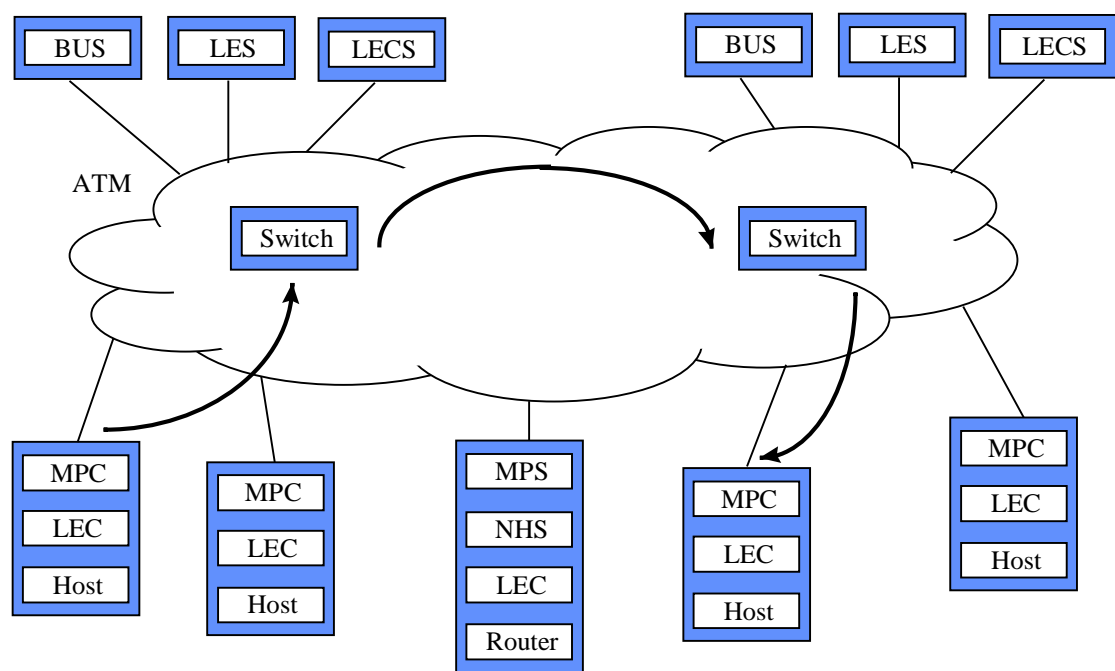 BUS
LES
LECS
BUS
LES
LECS
ATM
Switch
Switch
MPC
LEC
Host
MPC
LEC
Host
MPS
NHS
LEC
Router
MPC
LEC
Host
MPC
LEC
Host